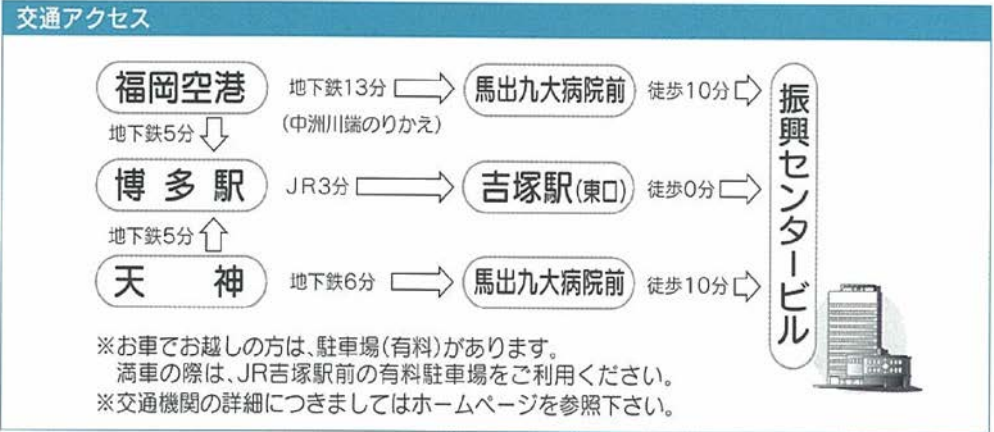 交通アクセス
福岡空港 地下鉄13分 馬出九大病院前 徒歩10分
(中洲川端のりかえ)
地下鉄5分
博多駅 JR3分 吉塚駅(東口) 徒歩0分
地下鉄5分
天神 地下鉄6分 馬出九大病院前 徒歩10分
振興センタービル
※お車でお越しの方は、駐車場(有料)があります。
満車の際は、JR吉塚駅前の有料駐車場をご利用ください。
※交通機関の詳細につきましてはホームページを参照下さい。